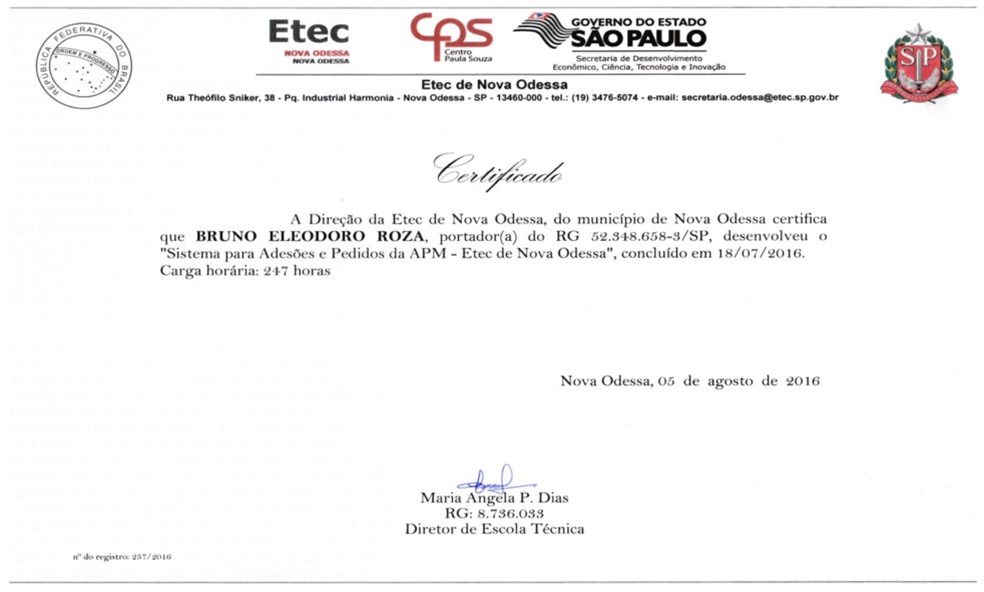 REPÚBLICA FEDERATIVA DO BRASIL
ORDEM E PROGRESSO
Etec
NOVA ODESSA
NOVA ODESSA
CPS
Centro
Paula Souza
GOVERNO DO ESTADO
SÃO PAULO
Secretaria de Desenvolvimento
Econômico, Ciência, Tecnologia e Inovação
SP
Etec de Nova Odessa
Rua Theófilo Sniker, 38 - Pq. Industrial Harmonia - Nova Odessa - SP - 13460-000 - tel.: (19) 3476-5074 - e-mail: secretaria.odessa@etec.sp.gov.br
Certificado
A Direção da Etec de Nova Odessa, do município de Nova Odessa certifica
que BRUNO ELEODORO ROZA, portador(a) do RG 52.348.658-3/SP, desenvolveu o
"Sistema para Adesões e Pedidos da APM - Etec de Nova Odessa", concluído em 18/07/2016.
Carga horária: 247 horas
Nova Odessa, 05 de agosto de 2016
Maria Angela P. Dias
RG: 8.736.033
Diretor de Escola Técnica
nº do registro: 257/2016